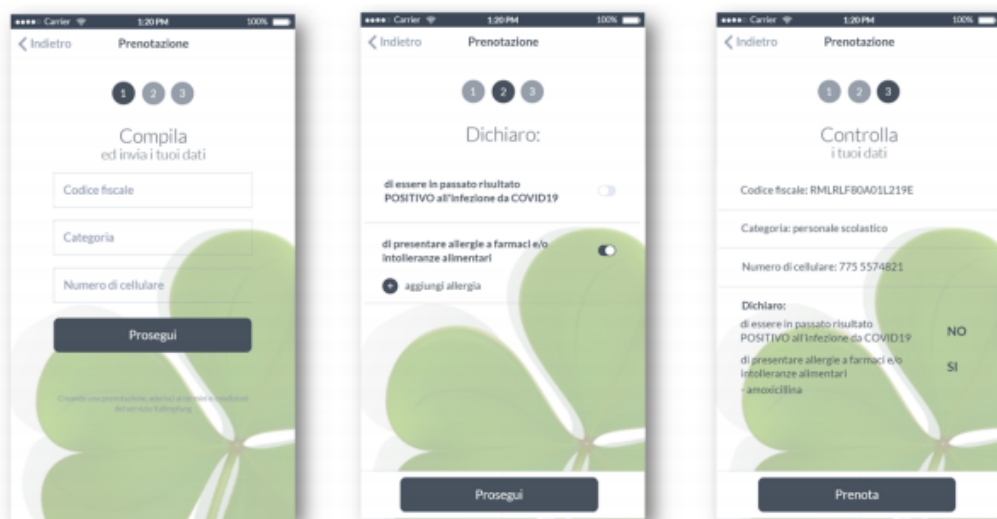 Carrier 1:20 PM 100%
Indietro Prenotazione
1 2 3
Compila
ed invia i tuoi dati
Codice fiscale
Categoria
Numero di cellulare
Prosegui
Carrier 1:20 PM 100%
Indietro Prenotazione
1 2 3
Dichiaro:
di essere in passato risultato
POSITIVO all'infezione da COVID19
di presentare allergie a farmaci e/o
intolleranze alimentari
+ aggiungi allergia
Prosegui
Carrier 1:20 PM 100%
Indietro Prenotazione
1 2 3
Controlla
i tuoi dati
Codice fiscale: RMLRLF80A01L219E
Categoria: personale scolastico
Numero di cellulare: 775 5574821
Dichiaro:
di essere in passato risultato
POSITIVO all'infezione da COVID19 NO
di presentare allergie a farmaci e/o
intolleranze alimentari SI
- amoxicillina
Prenota